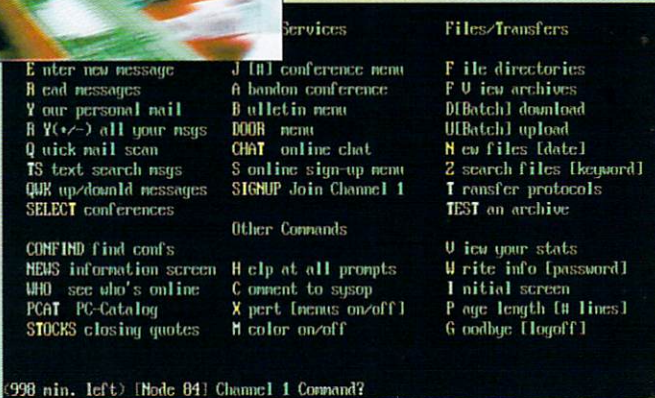 Services Files/Transfers
E nter new message J [#] conference menu F ile directories
R ead messages A bandon conference F V iew archives
Y our personal mail B ulletin menu D[Batch] download
R Y(+/-) all your msgs DOOR menu U[Batch] upload
Q uick mail scan CHAT online chat N ew files [date]
TS text search msgs S online sign-up menu Z search files [keyword]
QWK up/downld messages SIGNUP Join Channel 1 T ransfer protocols
SELECT conferences TEST an archive
Other Commands
CONFIND find confs V iew your stats
NEWS information screen H elp at all prompts W rite info [password]
WHO see who's online C omment to sysop I nitial screen
PCAT PC-Catalog X pert [menus on/off] P age length [# lines]
STOCKS closing quotes M color on/off G oodbye [logoff]
(998 min. left) [Node 84] Channel 1 Command?